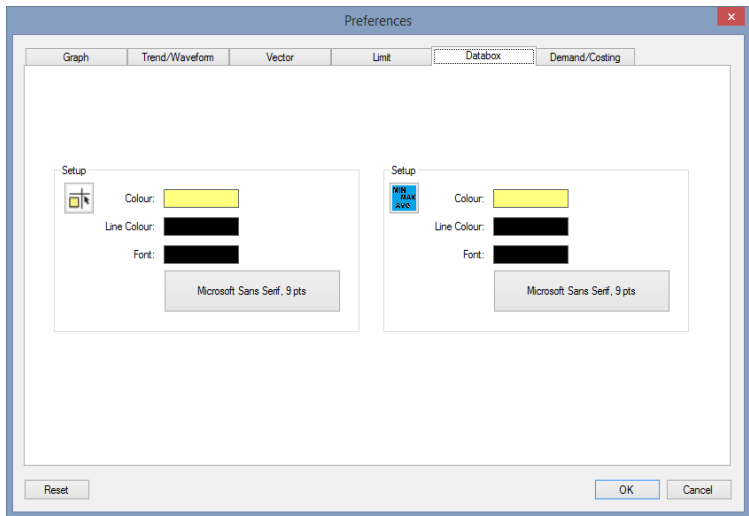 Preferences
Graph Trend/Waveform Vector Limit Databox Demand/Costing
Setup
Colour:
Line Colour:
Font:
Microsoft Sans Serif, 9 pts
Setup
MIN
MAX
AVG
Colour:
Line Colour:
Font:
Microsoft Sans Serif, 9 pts
Reset OK Cancel